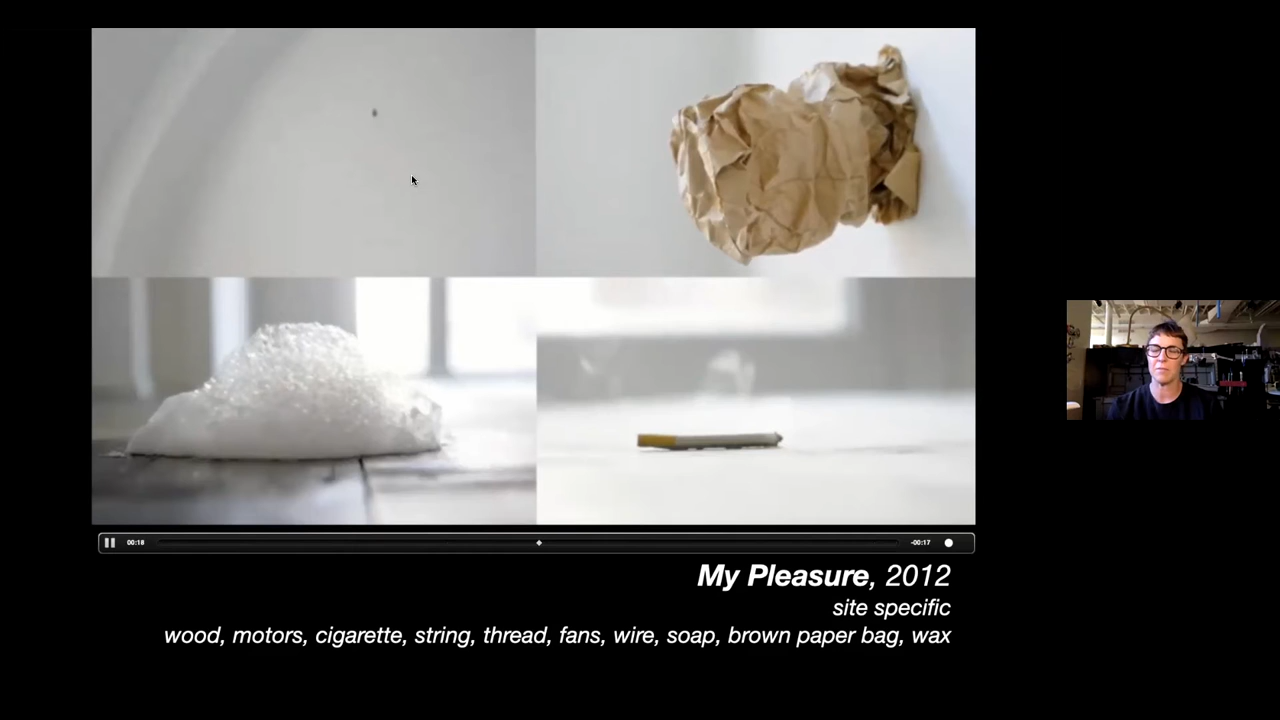 00:18
-00:17
My Pleasure, 2012
site specific
wood, motors, cigarette, string, thread, fans, wire, soap, brown paper bag, wax